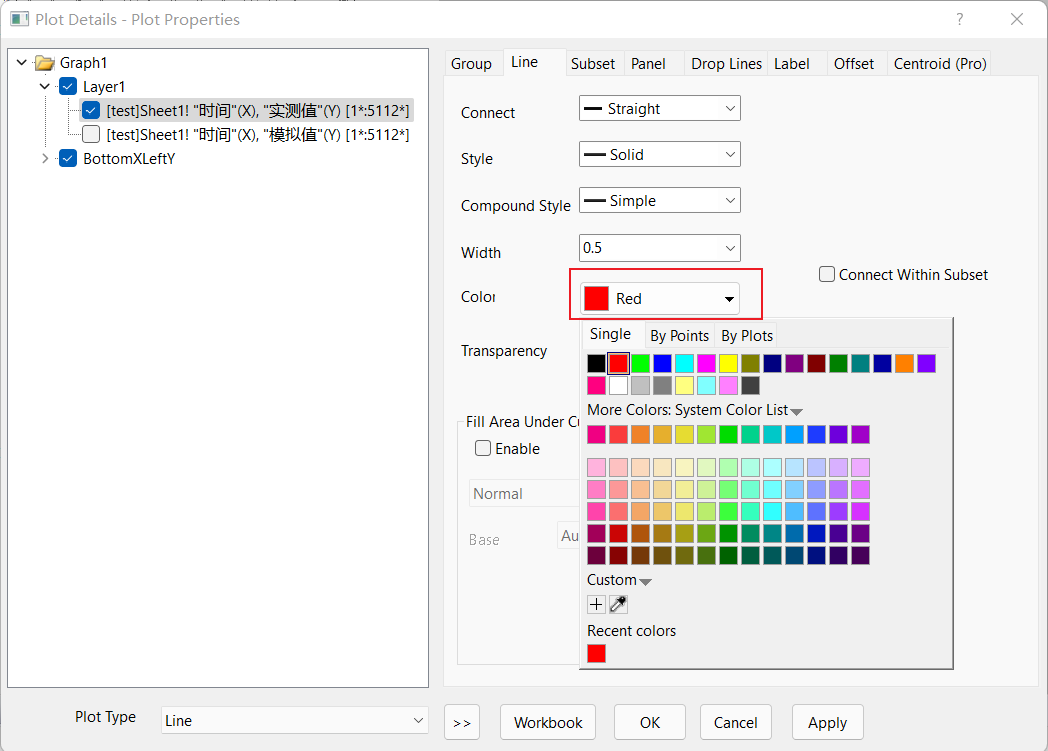 Plot Details - Plot Properties
Graph1
Layer1
[test]Sheet1! "时间"(X), "实测值"(Y) [1*:5112*]
[test]Sheet1! "时间"(X), "模拟值"(Y) [1*:5112*]
BottomXLeftY
Group
Line
Subset
Panel
Drop Lines
Label
Offset
Centroid (Pro)
Connect
Straight
Style
Solid
Compound Style
Simple
Width
0.5
Connect Within Subset
Color
Red
Single
By Points
By Plots
Transparency
More Colors: System Color List
Fill Area Under Cu
Enable
Normal
Base
Au
Custom
Recent colors
Plot Type
Line
>>
Workbook
OK
Cancel
Apply